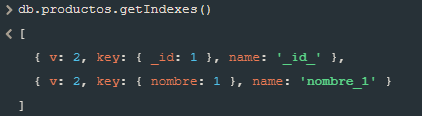 > db.productos.getIndexes()
< [
{ v: 2, key: { _id: 1 }, name: '_id_' },
{ v: 2, key: { nombre: 1 }, name: 'nombre_1' }
]